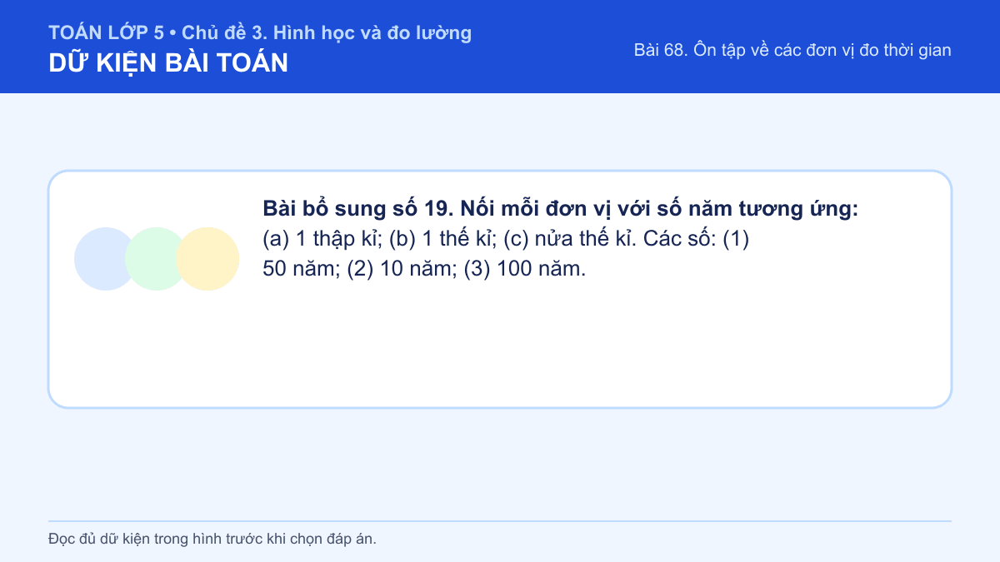 TOÁN LỚP 5 • Chủ đề 3. Hình học và đo lường
DỮ KIỆN BÀI TOÁN
Bài 68. Ôn tập về các đơn vị đo thời gian
Bài bổ sung số 19. Nối mỗi đơn vị với số năm tương ứng:
(a) 1 thập kỉ; (b) 1 thế kỉ; (c) nửa thế kỉ. Các số: (1)
50 năm; (2) 10 năm; (3) 100 năm.
Đọc đủ dữ kiện trong hình trước khi chọn đáp án.